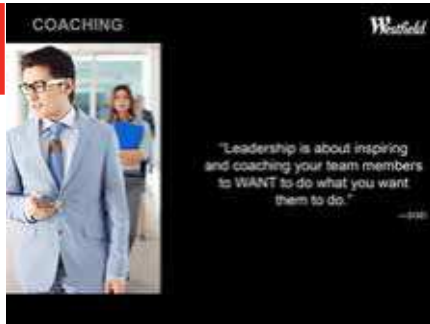 COACHING
Westfield
"Leadership is about inspiring
and coaching your team members
to WANT to do what you want
them to do."